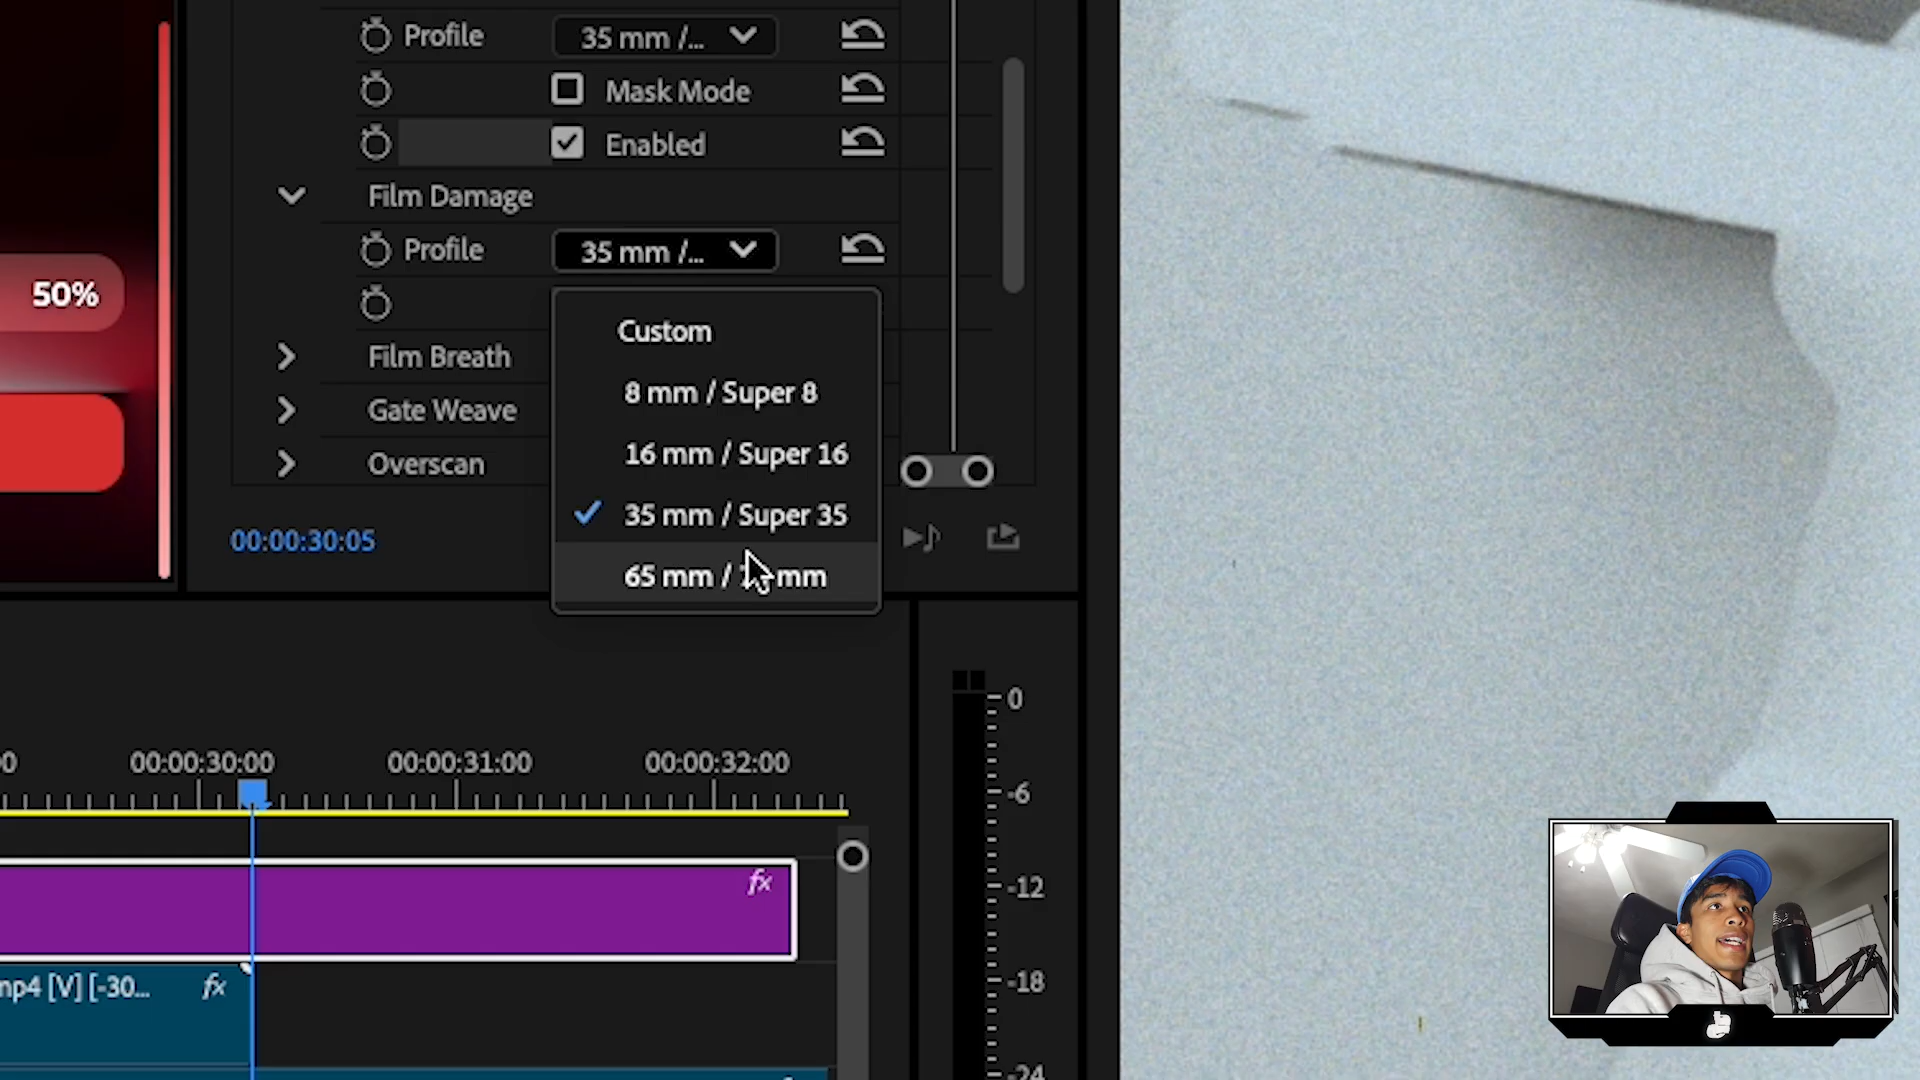 Profile 35 mm /...
Mask Mode
Enabled
Film Damage
Profile 35 mm /...
50%
Custom
Film Breath
8 mm / Super 8
Gate Weave
16 mm / Super 16
Overscan
35 mm / Super 35
00:00:30:05
65 mm / mm
0
00:00:30:00 00:00:31:00 00:00:32:00
0
-6
-12
-18
-24
fx
mp4 [V] [-30... fx